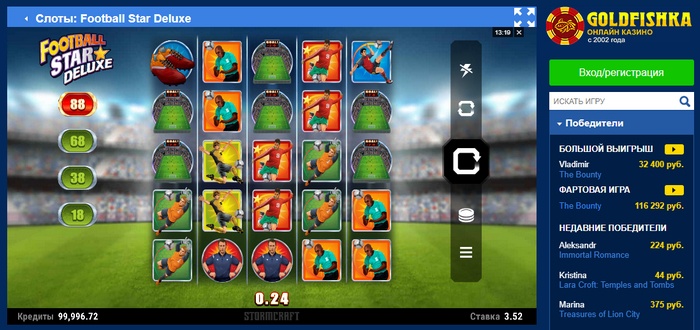 Слоты: Football Star Deluxe
13:19
FOOTBALL
STAR
DELUXE
88
68
38
18
0.24
Кредиты 99,996.72
STORMCRAFT
Ставка 3.52
GOLDFISHKA
ОНЛАЙН КАЗИНО
с 2002 года
Вход/регистрация
ИСКАТЬ ИГРУ
Победители
БОЛЬШОЙ ВЫИГРЫШ
Vladimir 32 400 руб.
The Bounty
ФАРТОВАЯ ИГРА
The Bounty 116 292 руб.
НЕДАВНИЕ ПОБЕДИТЕЛИ
Aleksandr 224 руб.
Immortal Romance
Kristina 44 руб.
Lara Croft: Temples and Tombs
Marina 375 руб.
Treasures of Lion City